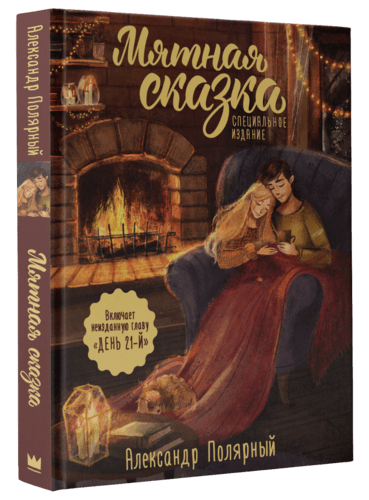 Мятная
сказка
СПЕЦИАЛЬНОЕ
ИЗДАНИЕ
Включает
неизданную главу
«ДЕНЬ 21-Й»
Александр Полярный
Александр Полярный
Мятная сказка